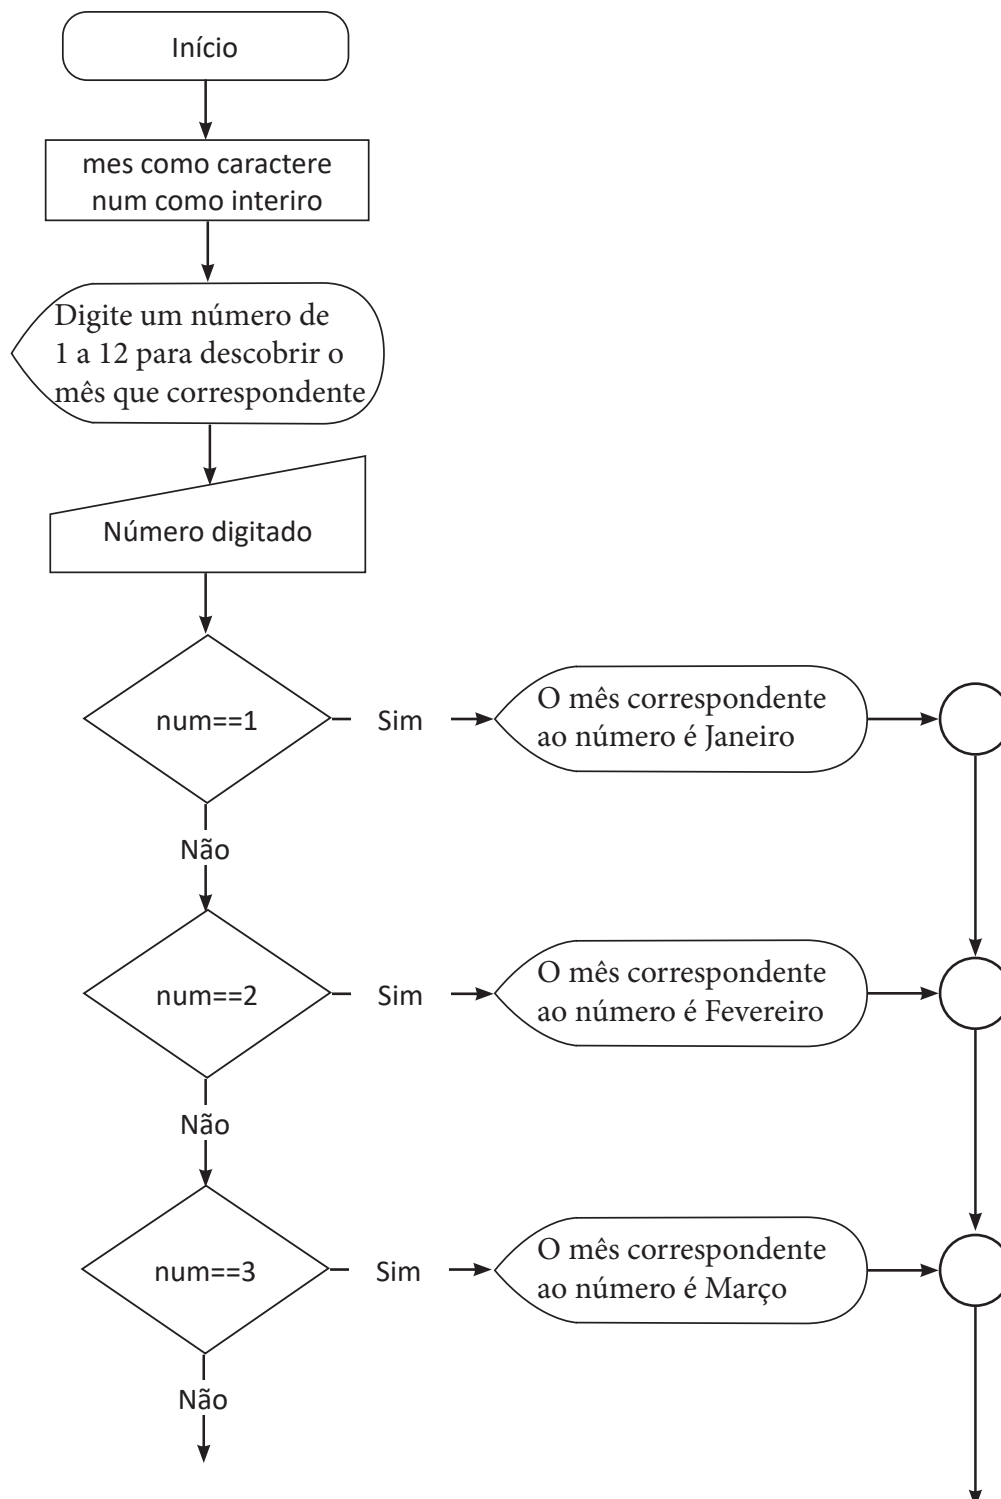 Início
mes como caractere
num como interiro
Digite um número de
1 a 12 para descobrir o
mês que correspondente
Número digitado
num==1
Sim
O mês correspondente
ao número é Janeiro
Não
num==2
Sim
O mês correspondente
ao número é Fevereiro
Não
num==3
Sim
O mês correspondente
ao número é Março
Não